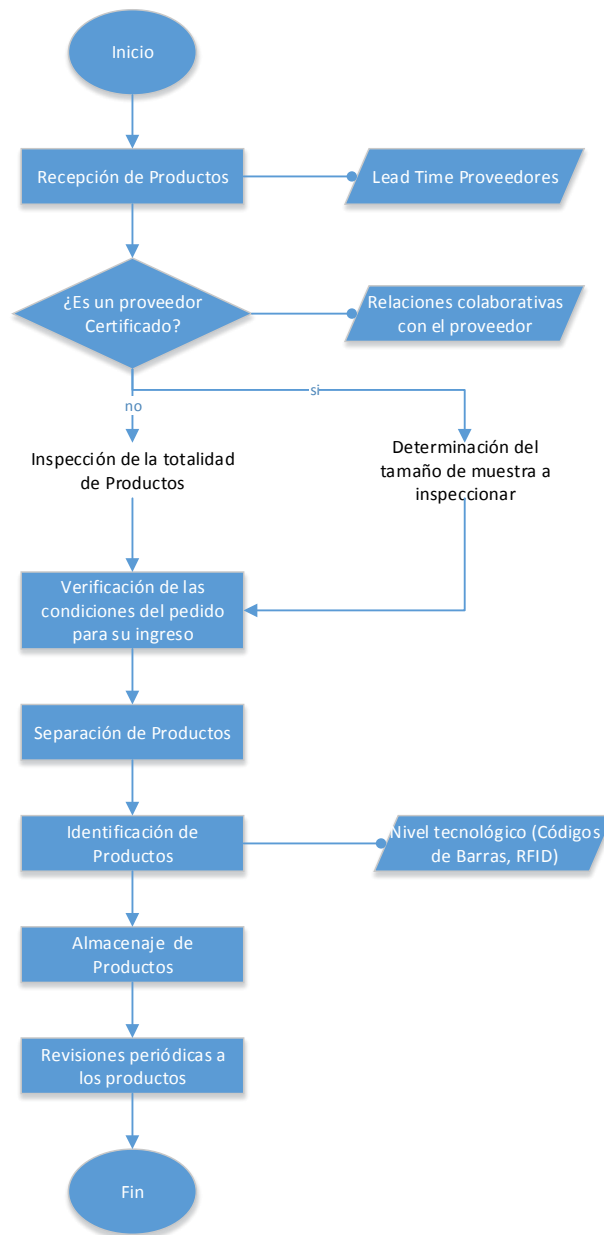 Inicio
Recepción de Productos
Lead Time Proveedores
¿Es un proveedor
Certificado?
Relaciones colaborativas
con el proveedor
si
no
Inspección de la totalidad
de Productos
Determinación del
tamaño de muestra a
inspeccionar
Verificación de las
condiciones del pedido
para su ingreso
Separación de Productos
Identificación de
Productos
Nivel tecnológico (Códigos
de Barras, RFID)
Almacenaje de
Productos
Revisiones periódicas a
los productos
Fin